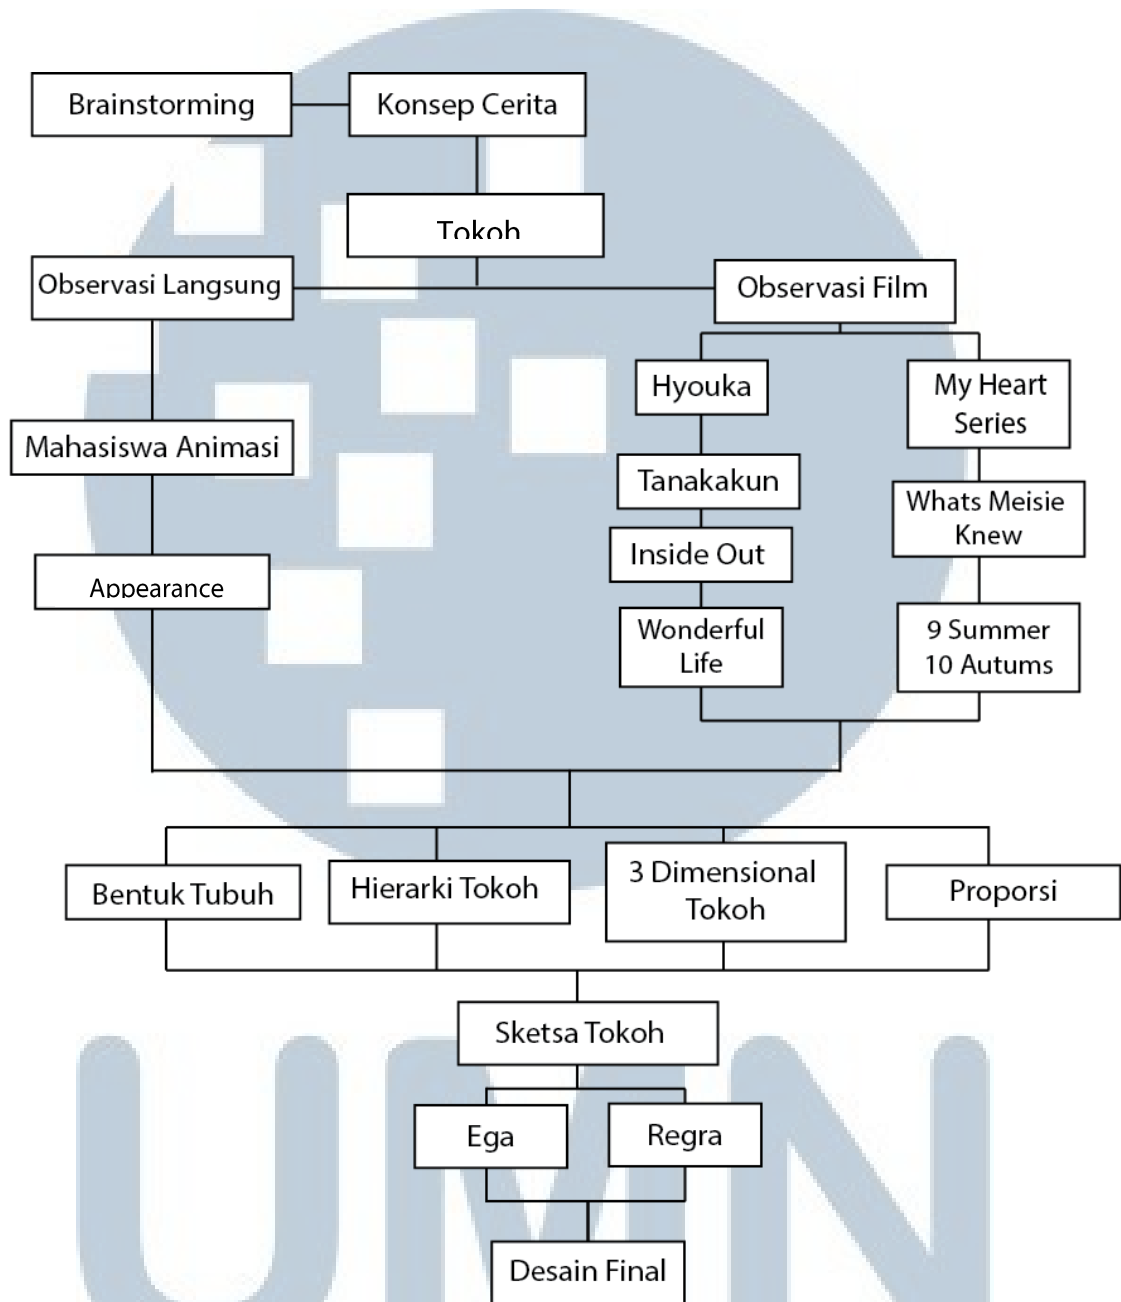 Brainstorming
Konsep Cerita
Tokoh
Observasi Langsung
Observasi Film
Hyouka
My Heart
Series
Mahasiswa Animasi
Tanakakun
Whats Meisie
Knew
Inside Out
Appearance
Wonderful
Life
9 Summer
10 Autums
Bentuk Tubuh
Hierarki Tokoh
3 Dimensional
Tokoh
Proporsi
Sketsa Tokoh
Ega
Regra
Desain Final
UMN